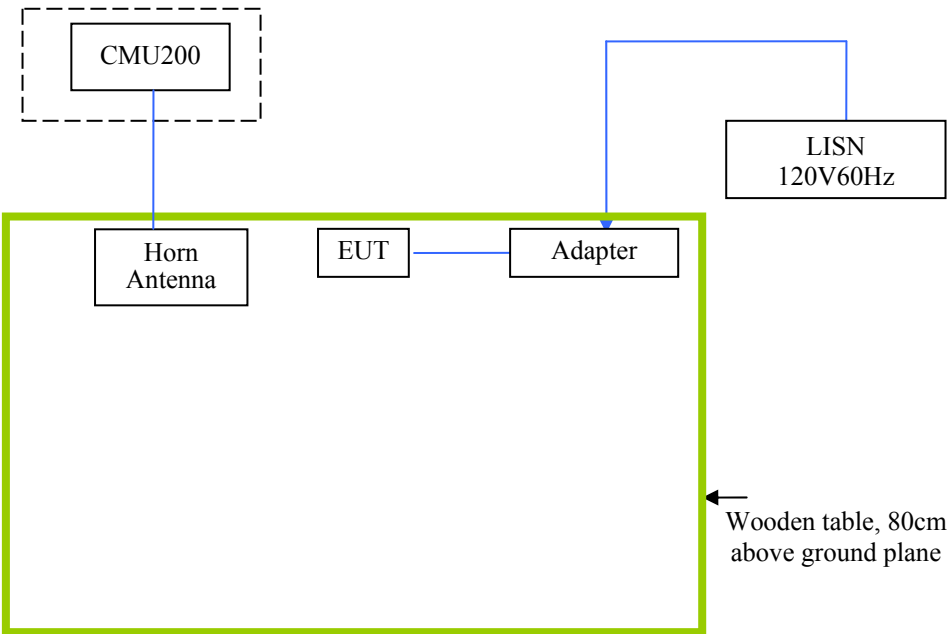 CMU200
LISN
120V60Hz
Horn
Antenna
EUT
Adapter
Wooden table, 80cm
above ground plane